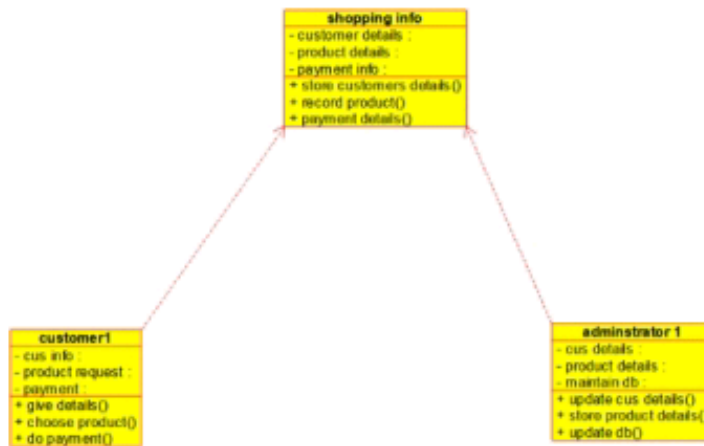 shopping info
- customer details :
- product details :
- payment info :
+ store customers details()
+ record product()
+ payment details()
customer1
- cus info :
- product request :
- payment :
+ give details()
+ choose product()
+ do payment()
adminstrator 1
- cus details :
- product details :
- maintain db :
+ update cus details()
+ store product details()
+ update db()